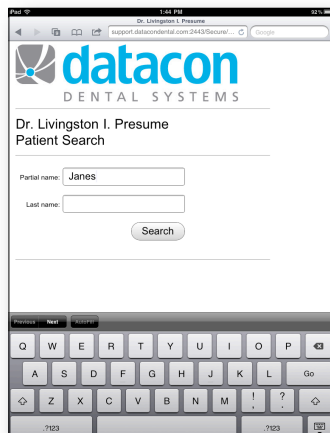 iPad 1:44 PM 92%
Dr. Livingston I. Presume
support.datacondental.com:2443/Secure/... Google
datacon
DENTAL SYSTEMS
Dr. Livingston I. Presume
Patient Search
Partial name: Janes
Last name:
Search
Previous Next AutoFill
Q W E R T Y U I O P
A S D F G H J K L Go
Z X C V B N M ! , ? .
.?123 .?123